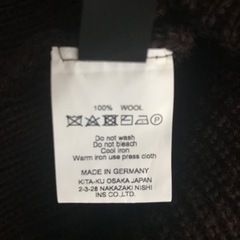 100% WOOL
Do not wash
Do not bleach
Cool iron
Warm iron use press cloth
MADE IN GERMANY
KITA-KU OSAKA JAPAN
2-3-28 NAKAZAKI NISHI
INS CO.,LTD.